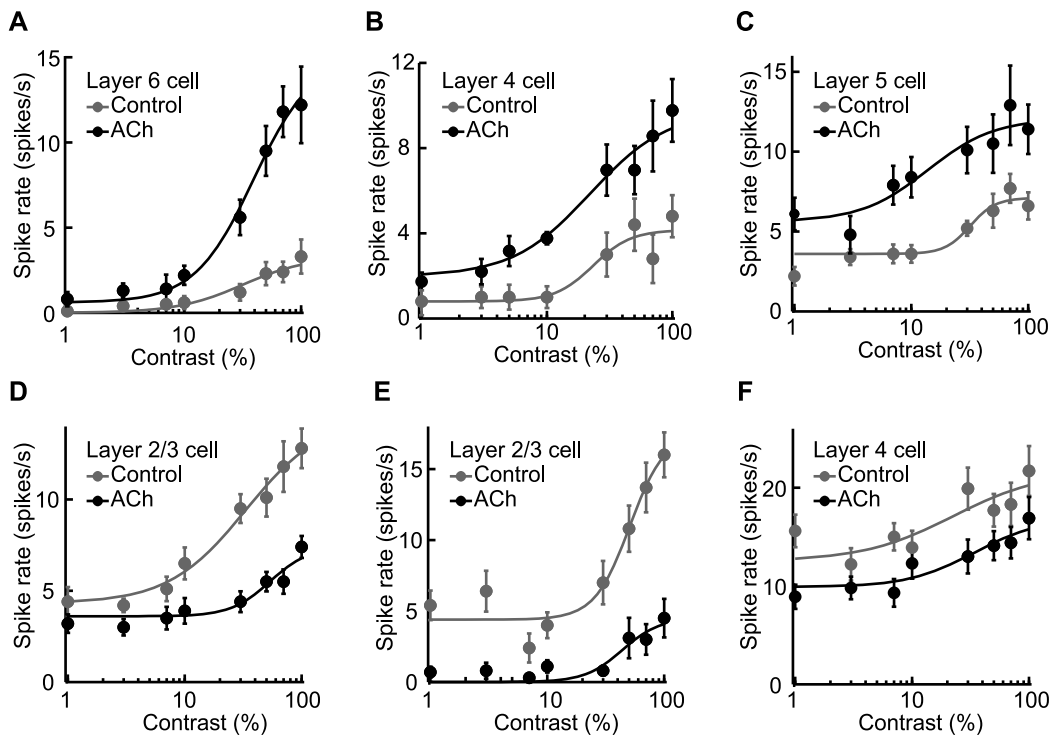 A
Layer 6 cell
Control
ACh
Spike rate (spikes/s)
15
10
5
0
1
10
100
Contrast (%)
B
Layer 4 cell
Control
ACh
Spike rate (spikes/s)
12
8
4
0
1
10
100
Contrast (%)
C
Layer 5 cell
Control
ACh
Spike rate (spikes/s)
15
10
5
0
1
10
100
Contrast (%)
D
Layer 2/3 cell
Control
ACh
Spike rate (spikes/s)
10
5
0
1
10
100
Contrast (%)
E
Layer 2/3 cell
Control
ACh
Spike rate (spikes/s)
15
10
5
0
1
10
100
Contrast (%)
F
Layer 4 cell
Control
ACh
Spike rate (spikes/s)
20
10
0
1
10
100
Contrast (%)